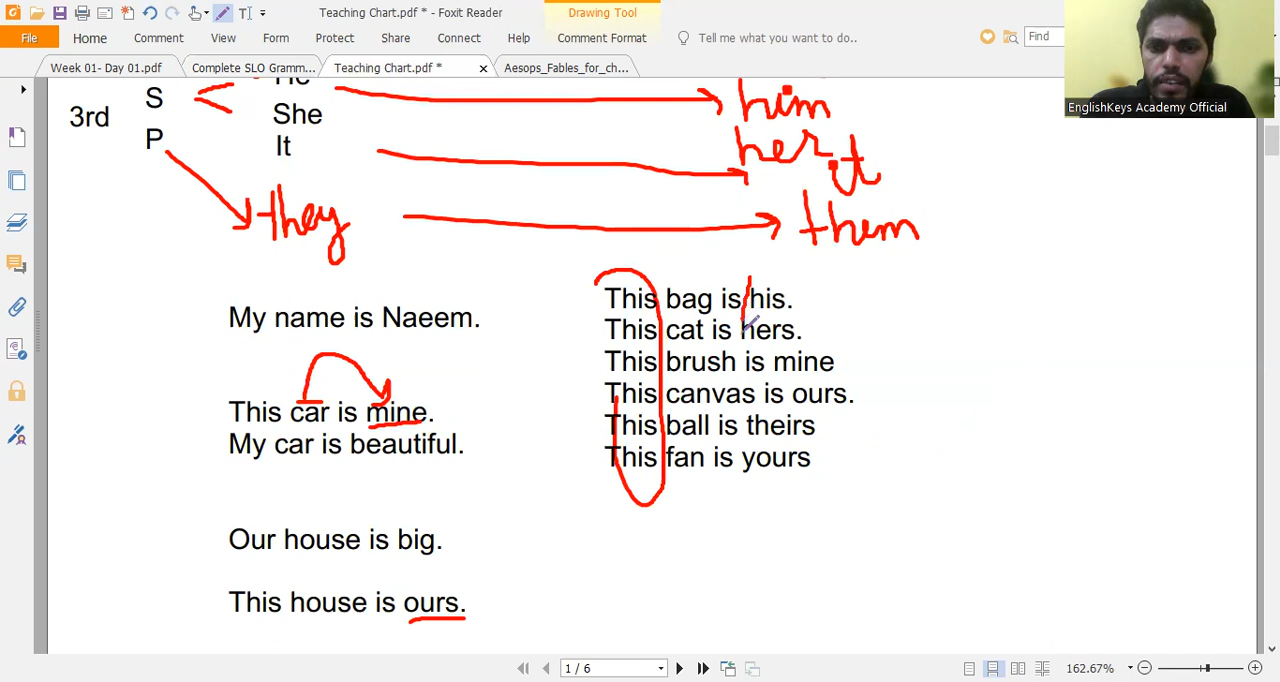 Teaching Chart.pdf * - Foxit Reader
Drawing Tool
File Home Comment View Form Protect Share Connect Help Comment Format Tell me what you want to do.. Find
Week 01- Day 01.pdf Complete SLO Gramm... Teaching Chart.pdf * Aesops_Fables_for_ch...
EnglishKeys Academy Official
He
S him
3rd She
P It her it
they them
This bag is his.
My name is Naeem.
This cat is hers.
This brush is mine
This canvas is ours.
This car is mine.
This ball is theirs
My car is beautiful.
This fan is yours
Our house is big.
This house is ours.
1 / 6 162.67%